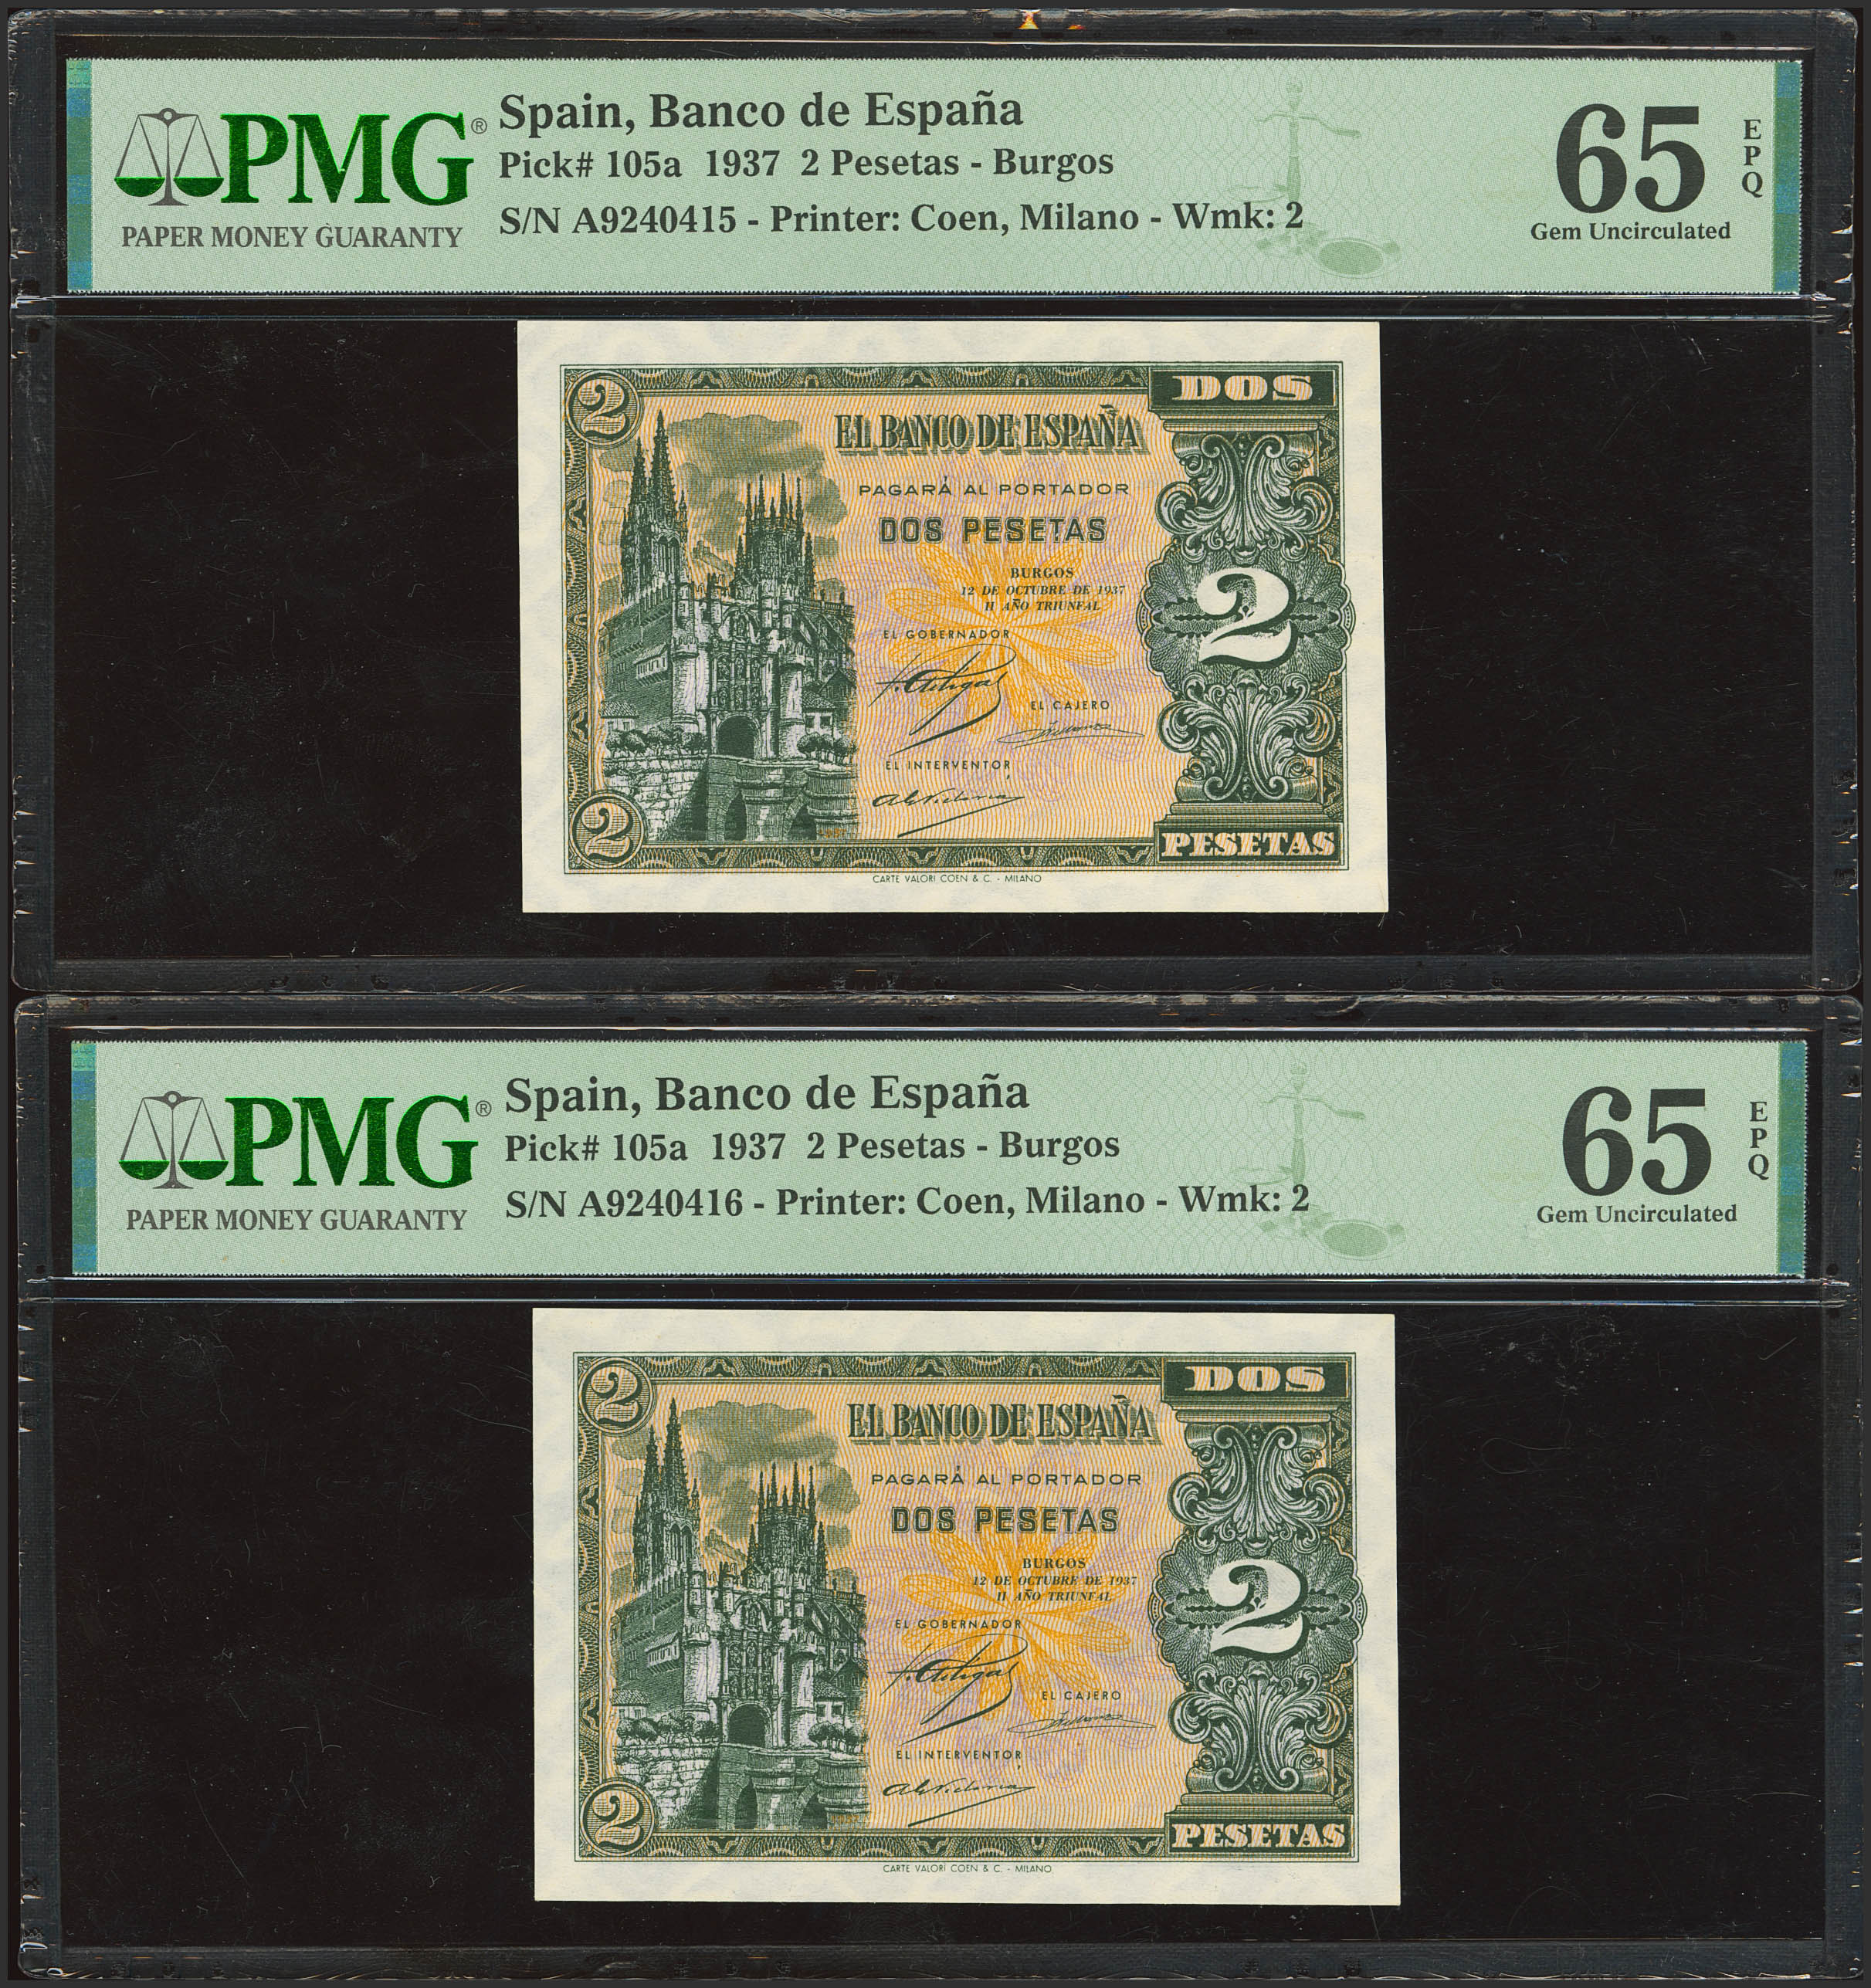 PMG®
PAPER MONEY GUARANTY
Spain, Banco de España
Pick# 105a 1937 2 Pesetas - Burgos
S/N A9240415 - Printer: Coen, Milano - Wmk: 2
65
EPQ
Gem Uncirculated
2
DOS
EL BANCO DE ESPAÑA
PAGARÁ AL PORTADOR
DOS PESETAS
BURGOS
12 DE OCTUBRE DE 1937
II AÑO TRIUNFAL
EL GOBERNADOR
2
EL CAJERO
EL INTERVENTOR
2
PESETAS
CARTE VALORI COEN & C. - MILANO
PMG®
PAPER MONEY GUARANTY
Spain, Banco de España
Pick# 105a 1937 2 Pesetas - Burgos
S/N A9240416 - Printer: Coen, Milano - Wmk: 2
65
EPQ
Gem Uncirculated
2
DOS
EL BANCO DE ESPAÑA
PAGARÁ AL PORTADOR
DOS PESETAS
BURGOS
12 DE OCTUBRE DE 1937
II AÑO TRIUNFAL
EL GOBERNADOR
2
EL CAJERO
EL INTERVENTOR
2
PESETAS
CARTE VALORI COEN & C. - MILANO